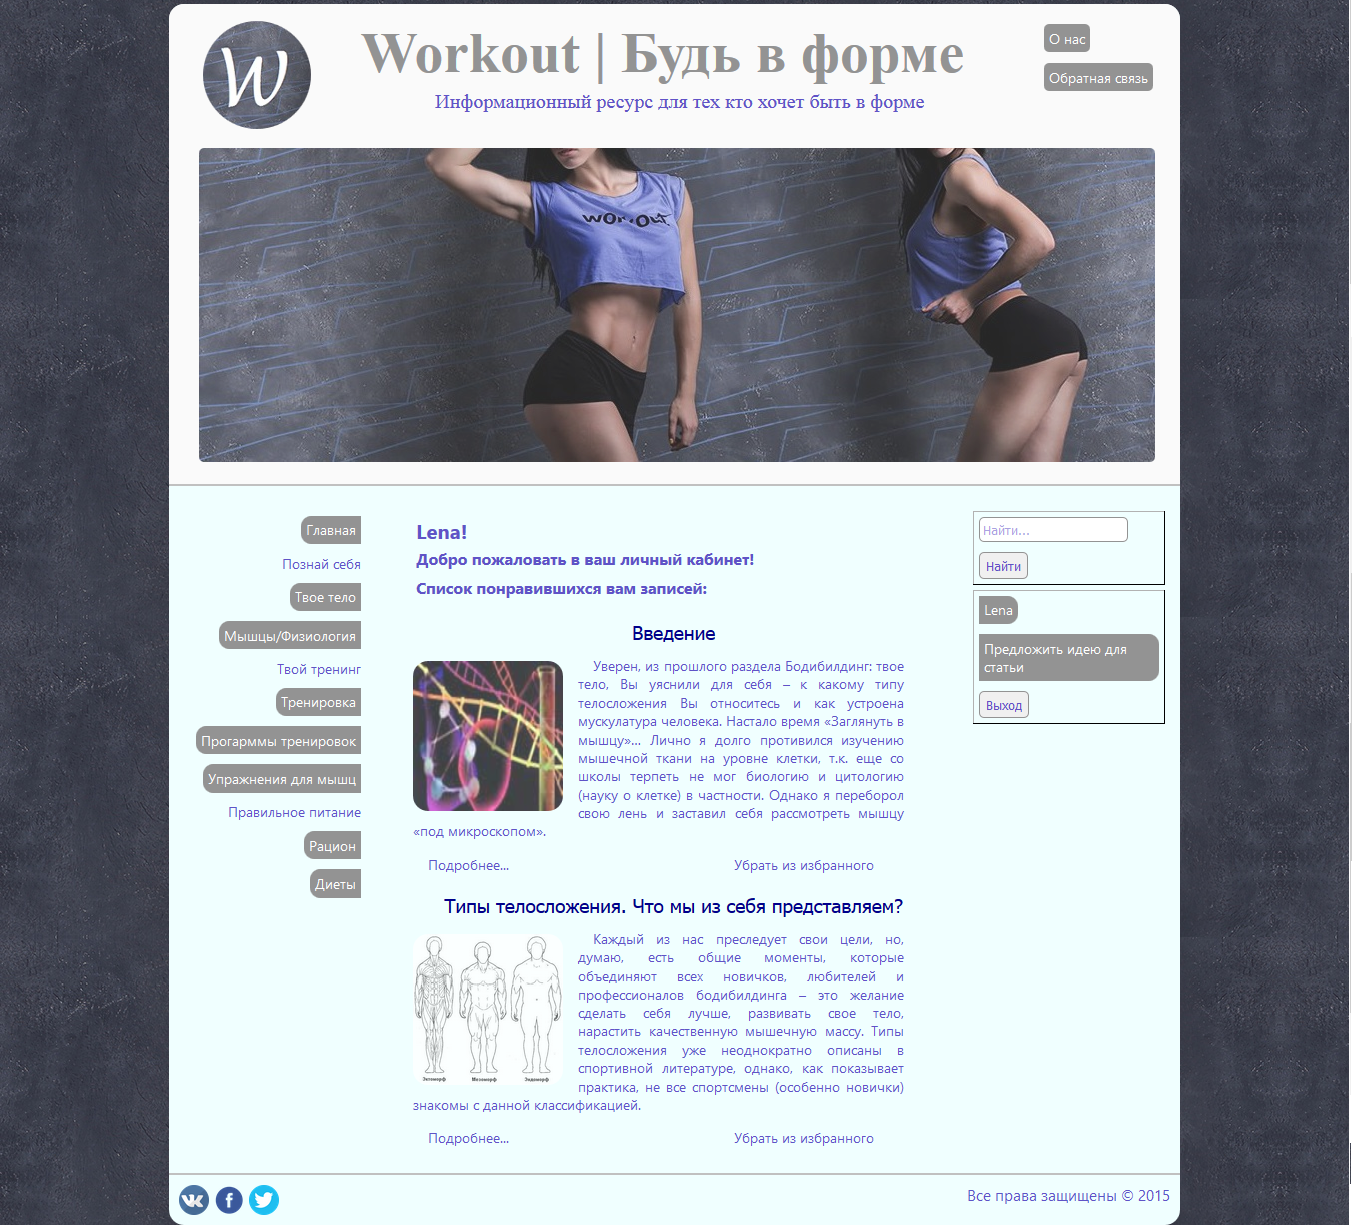 W
Workout | Будь в форме
Информационный ресурс для тех кто хочет быть в форме
О нас
Обратная связь
Главная
Познай себя
Твое тело
Мышцы/Физиология
Твой тренинг
Тренировка
Прогарммы тренировок
Упражнения для мышц
Правильное питание
Рацион
Диеты
Lena!
Добро пожаловать в ваш личный кабинет!
Список понравившихся вам записей:
Введение
Уверен, из прошлого раздела Бодибилдинг: твое
тело, Вы уяснили для себя – к какому типу
телосложения Вы относитесь и как устроена
мускулатура человека. Настало время «Заглянуть в
мышцу»... Лично я долго противился изучению
мышечной ткани на уровне клетки, т.к. еще со
школы терпеть не мог биологию и цитологию
(науку о клетке) в частности. Однако я переборол
свою лень и заставил себя рассмотреть мышцу
«под микроскопом».
Подробнее...
Убрать из избранного
Типы телосложения. Что мы из себя представляем?
Каждый из нас преследует свои цели, но,
думаю, есть общие моменты, которые
объединяют всех новичков, любителей и
профессионалов бодибилдинга – это желание
сделать себя лучше, развивать свое тело,
нарастить качественную мышечную массу. Типы
телосложения уже неоднократно описаны в
спортивной литературе, однако, как показывает
практика, не все спортсмены (особенно новички)
знакомы с данной классификацией.
Эктоморф Мезоморф Эндоморф
Подробнее...
Убрать из избранного
Найти...
Найти
Lena
Предложить идею для
статьи
Выход
Все права защищены © 2015